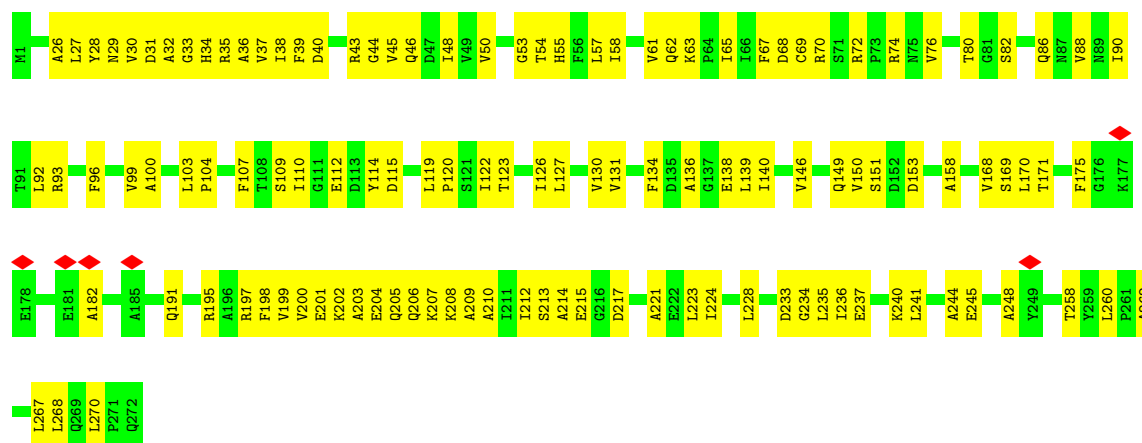 M1 A26 L27 Y28 N29 V30 D31 A32 G33 H34 R35 A36 V37 I38 F39 D40 R43 G44 V45 Q46 D47 I48 V49 V50 G53 T54 H55 F56 L57 I58 V61 Q62 K63 P64 I65 I66 F67 D68 C69 R70 S71 R72 P73 R74 N75 V76 T80 G81 S82 Q86 N87 V88 N89 I90
T91 L92 R93 F96 V99 A100 L103 P104 F107 T108 S109 I110 G111 E112 D113 Y114 D115 L119 P120 S121 I122 T123 I126 L127 V130 V131 F134 D135 A136 G137 E138 L139 I140 V146 Q149 V150 S151 D152 D153 A158 V168 S169 L170 T171 F175 G176 K177
E178 E181 A182 A185 Q191 R195 A196 R197 F198 V199 V200 E201 K202 A203 E204 Q205 Q206 K207 K208 A209 A210 I211 I212 S213 A214 E215 G216 D217 A221 E222 L223 I224 L228 D233 G234 L235 I236 E237 K240 L241 A244 E245 A248 Y249 T258 Y259 L260 P261
L267 L268 Q269 L270 P271 Q272